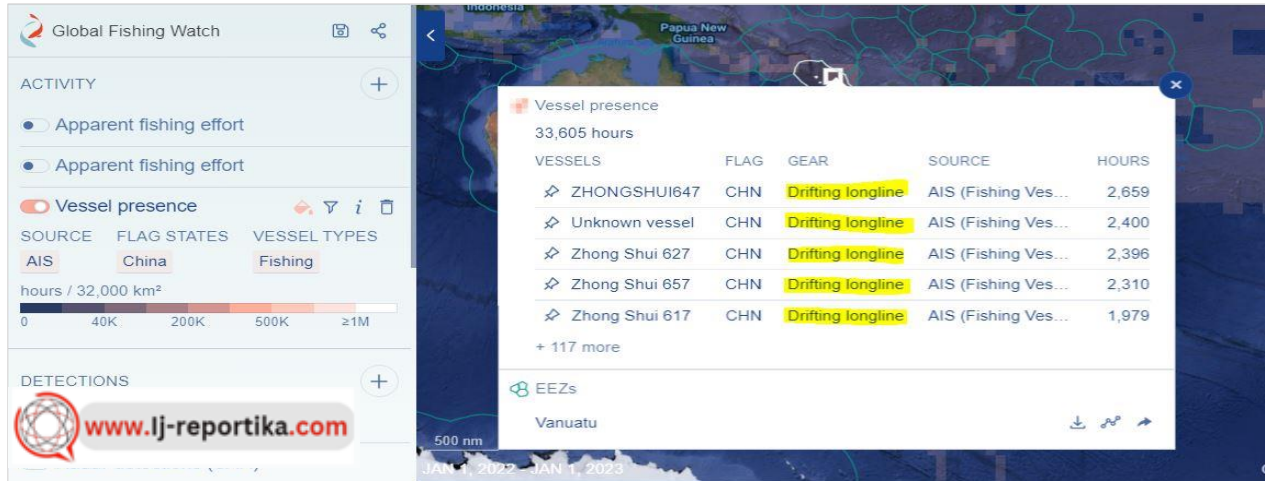 Global Fishing Watch
ACTIVITY
Apparent fishing effort
Apparent fishing effort
Vessel presence
SOURCE FLAG STATES VESSEL TYPES
AIS China Fishing
hours / 32,000 km²
0 40K 200K 500K ≥1M
DETECTIONS
www.lj-reportika.com
Indonesia
Papua New
Guinea
Vessel presence
33,605 hours
VESSELS FLAG GEAR SOURCE HOURS
ZHONGSHUI647 CHN Drifting longline AIS (Fishing Ves... 2,659
Unknown vessel CHN Drifting longline AIS (Fishing Ves... 2,400
Zhong Shui 627 CHN Drifting longline AIS (Fishing Ves... 2,396
Zhong Shui 657 CHN Drifting longline AIS (Fishing Ves... 2,310
Zhong Shui 617 CHN Drifting longline AIS (Fishing Ves... 1,979
+ 117 more
EEZs
Vanuatu
500 nm
JAN 1, 2022 - JAN 1, 2023